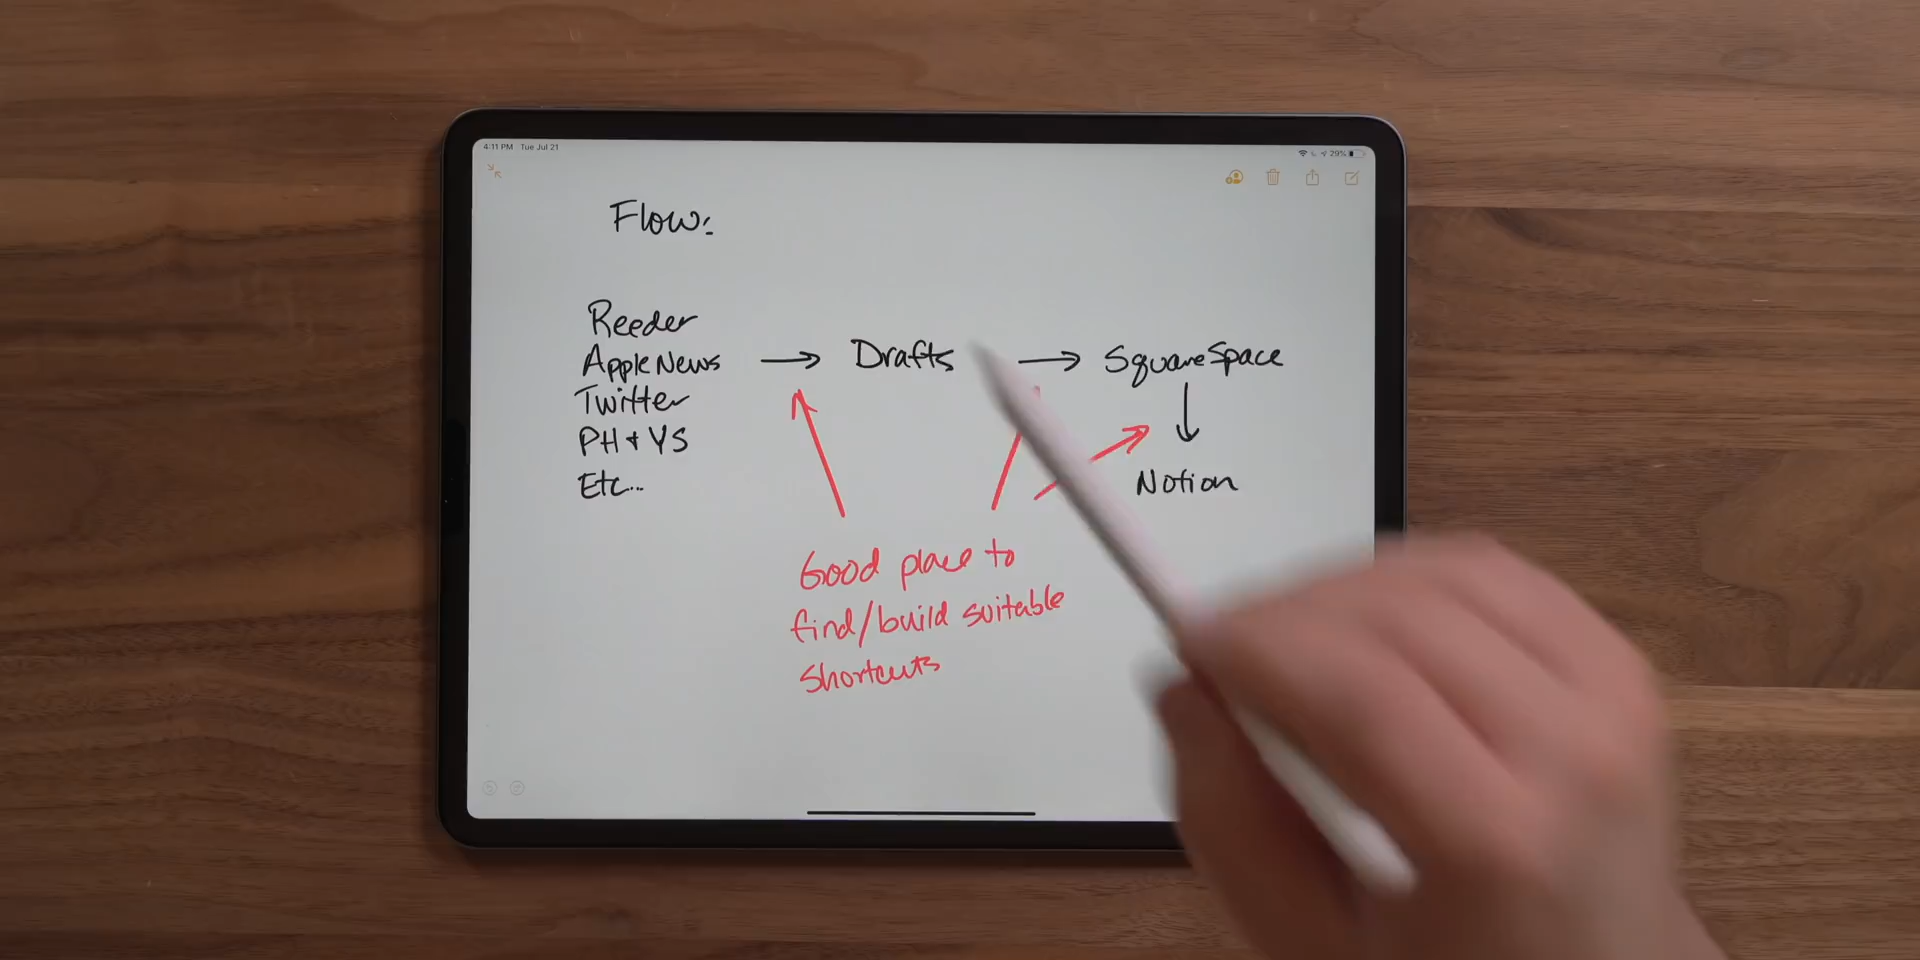 4:11 PM Tue Jul 21
29%
Flow:
Reeder
Apple News
Twitter
PH + YS
Etc...
Drafts
SquareSpace
Notion
Good place to
find/build suitable
shortcuts